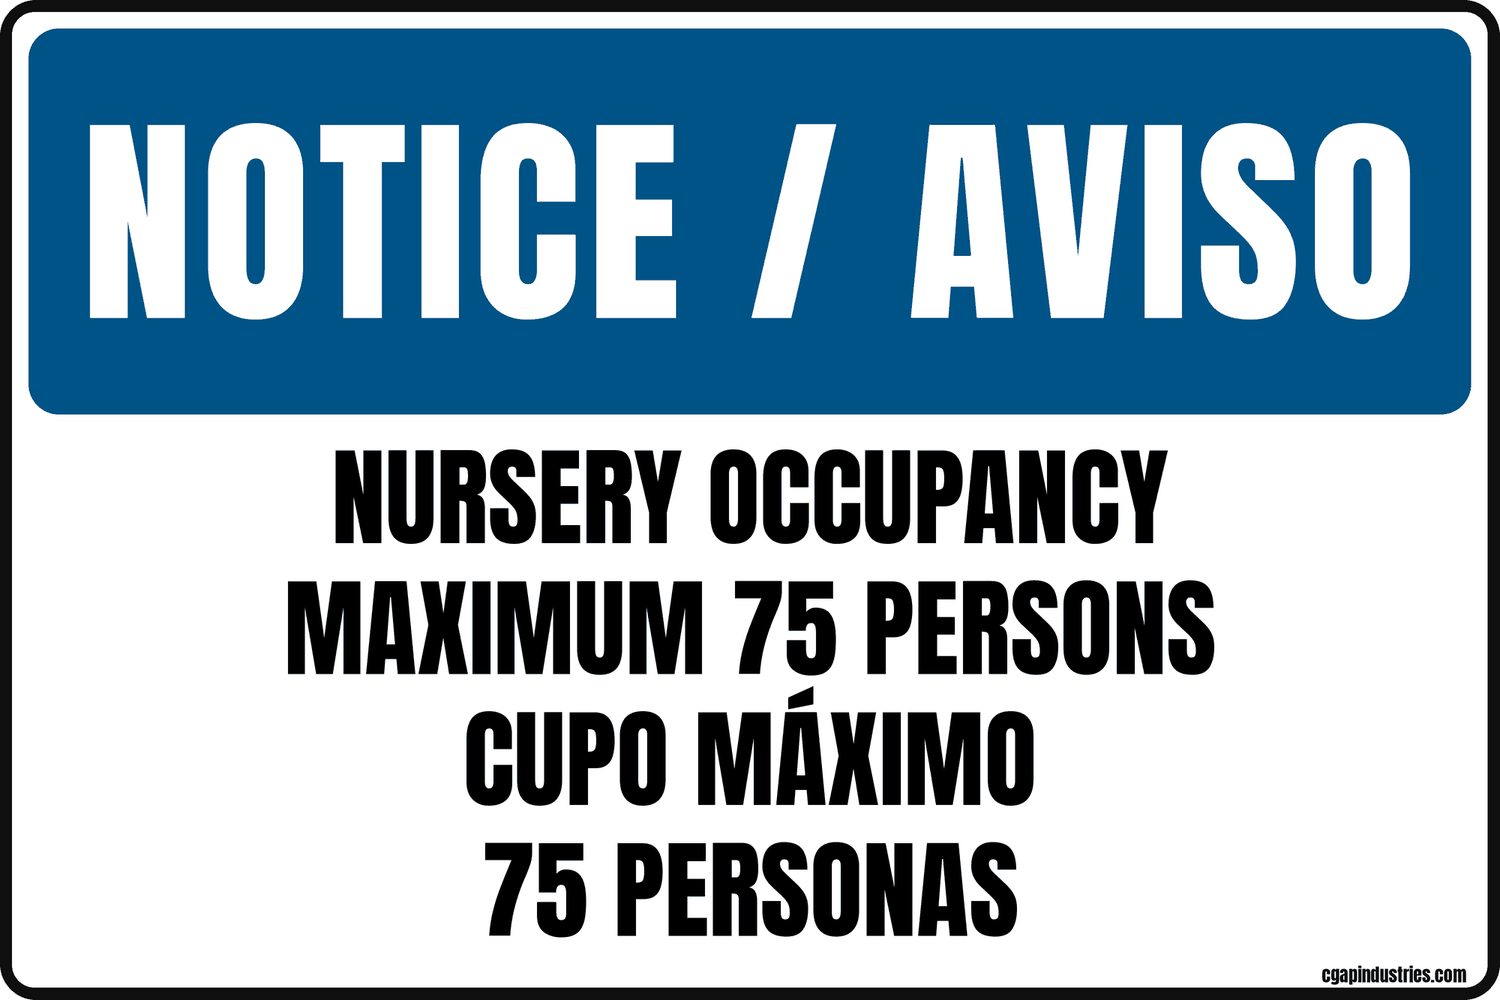 NOTICE / AVISO
NURSERY OCCUPANCY
MAXIMUM 75 PERSONS
CUPO MÁXIMO
75 PERSONAS
cgapindustries.com